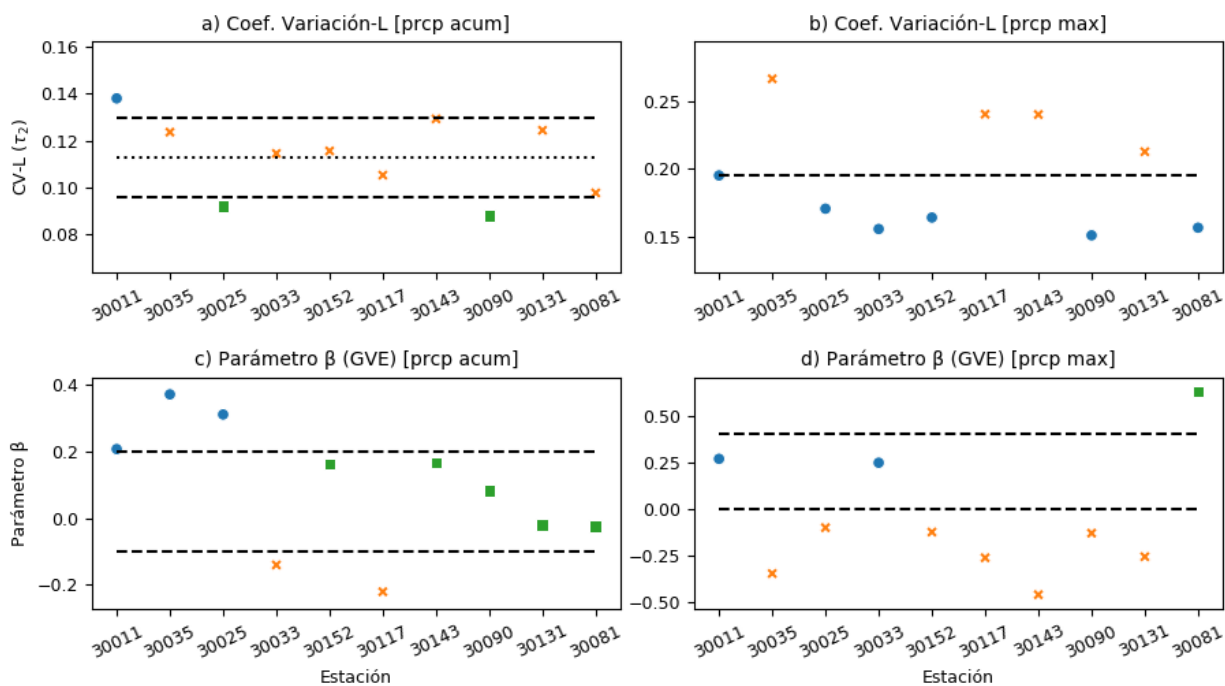 a) Coef. Variación-L [prcp acum]
CV-L (τ₂)
0.16
0.14
0.12
0.10
0.08
30011 30035 30025 30033 30152 30117 30143 30090 30131 30081
b) Coef. Variación-L [prcp max]
0.25
0.20
0.15
30011 30035 30025 30033 30152 30117 30143 30090 30131 30081
c) Parámetro β (GVE) [prcp acum]
Parámetro β
0.4
0.2
0.0
−0.2
30011 30035 30025 30033 30152 30117 30143 30090 30131 30081
Estación
d) Parámetro β (GVE) [prcp max]
0.50
0.25
0.00
−0.25
−0.50
30011 30035 30025 30033 30152 30117 30143 30090 30131 30081
Estación